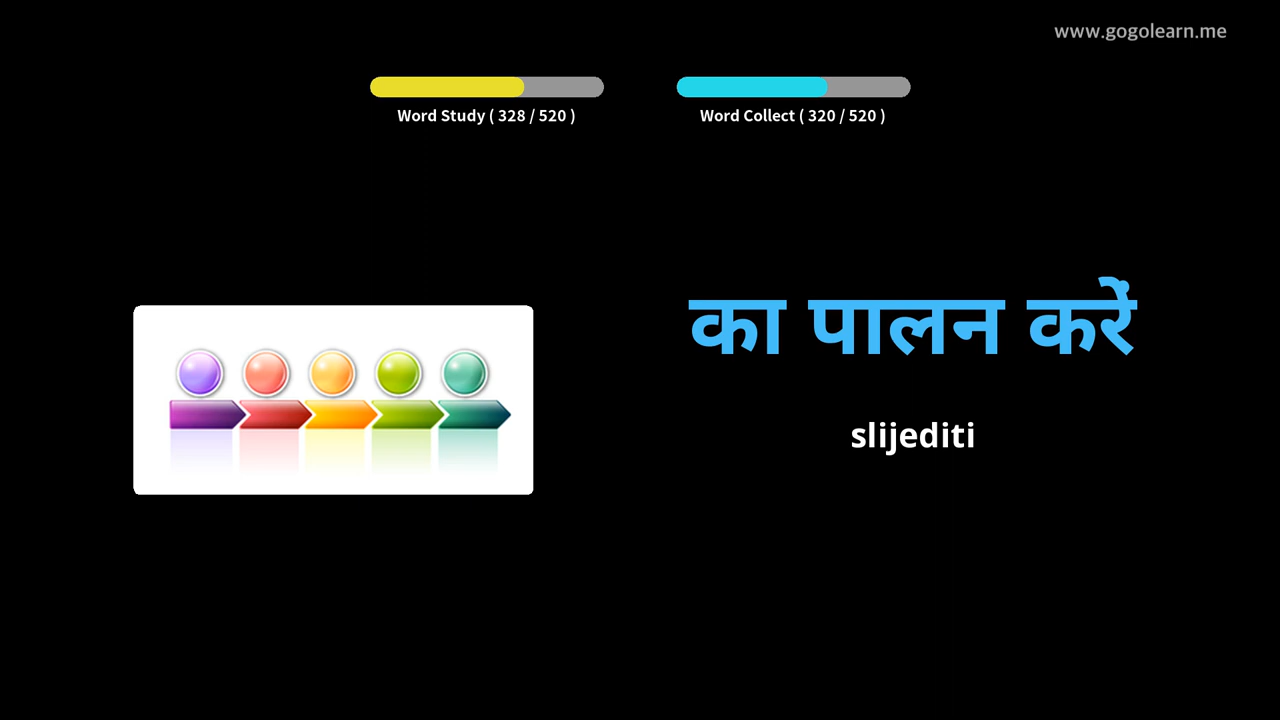 www.gogolearn.me
Word Study ( 328 / 520 )
Word Collect ( 320 / 520 )
का पालन करें
slijediti